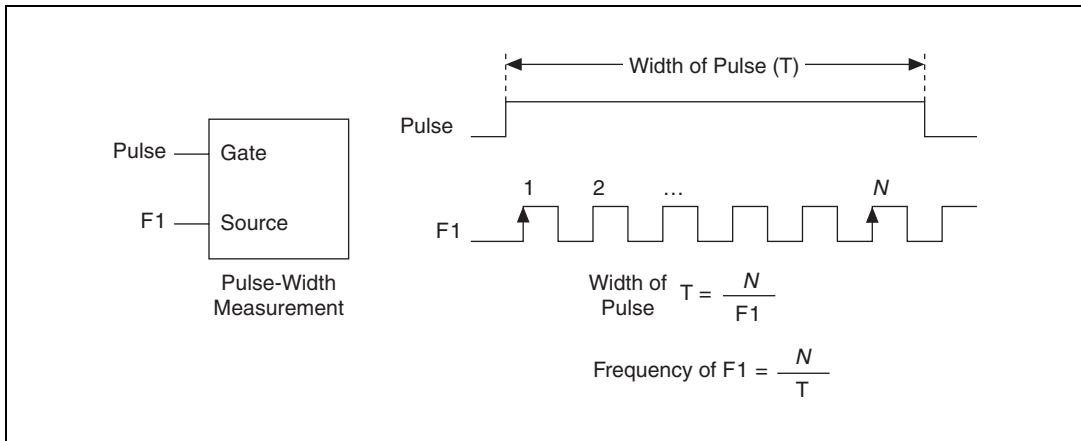 Width of Pulse (T)
Pulse
Pulse
Gate
1 2 ... N
F1
Source
F1
Pulse-Width
Measurement
Width of
Pulse T = N
F1
Frequency of F1 = N
T